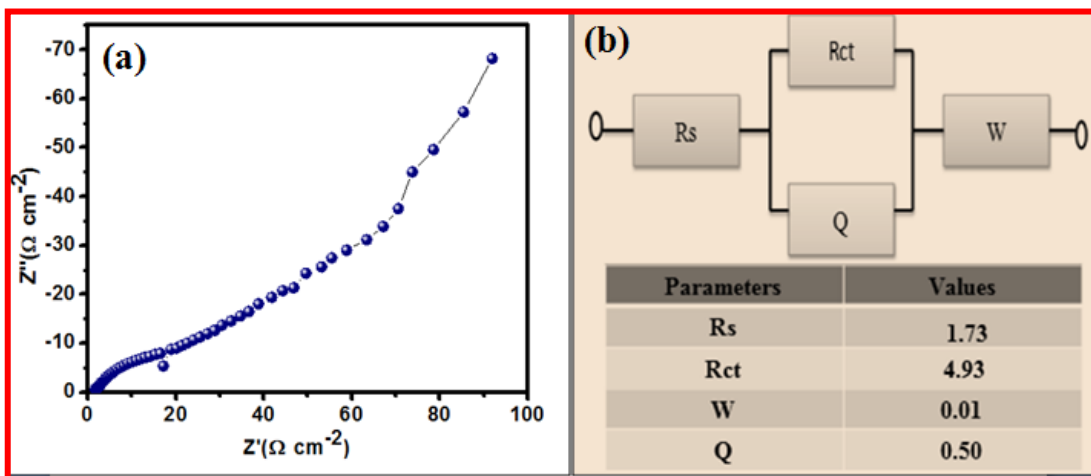 (a)
-70
-60
-50
-40
-30
-20
-10
0
0 20 40 60 80 100
Z''(Ω cm⁻²)
Z'(Ω cm⁻²)
(b)
Rct
Rs
W
Q
Parameters Values
Rs 1.73
Rct 4.93
W 0.01
Q 0.50